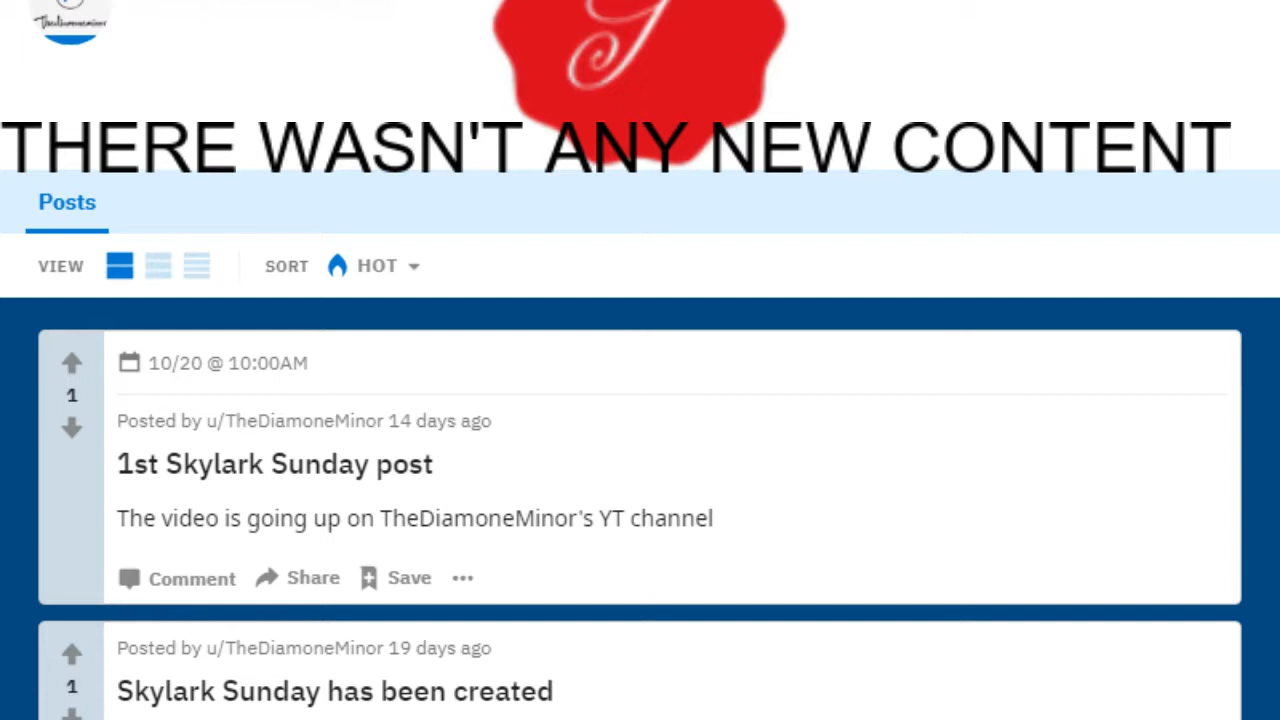 TheDiamoneminor
THERE WASN'T ANY NEW CONTENT
Posts
VIEW SORT HOT
10/20 @ 10:00AM
1
Posted by u/TheDiamoneMinor 14 days ago
1st Skylark Sunday post
The video is going up on TheDiamoneMinor's YT channel
Comment Share Save ...
Posted by u/TheDiamoneMinor 19 days ago
1
Skylark Sunday has been created